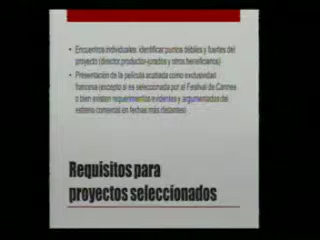 • Encuentros individuales: identificar puntos débiles y fuertes del
proyecto (director, productor-jurados y otros beneficiarios)
• Presentación de la película acabada como exclusividad
francesa (excepto si es seleccionada por el Festival de Cannes
o bien existen requerimientos evidentes y argumentados del
estreno comercial en fechas más distantes)
Requisitos para
proyectos seleccionados